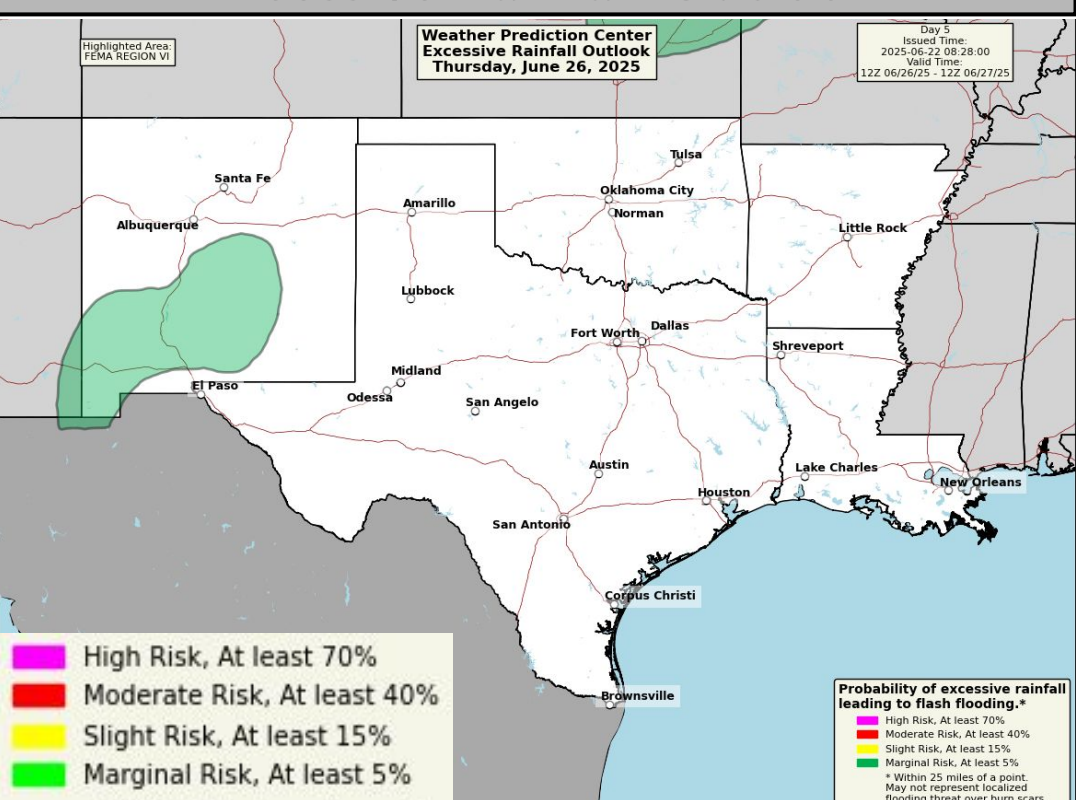 Highlighted Area:
FEMA REGION VI
Weather Prediction Center
Excessive Rainfall Outlook
Thursday, June 26, 2025
Day 5
Issued Time:
2025-06-22 08:28:00
Valid Time:
12Z 06/26/25 - 12Z 06/27/25
Tulsa
Santa Fe
Oklahoma City
Amarillo
Norman
Albuquerque
Little Rock
Lubbock
Dallas
Fort Worth
Shreveport
Midland
El Paso
Odessa
San Angelo
Austin
Lake Charles
New Orleans
Houston
San Antonio
Corpus Christi
Brownsville
High Risk, At least 70%
Moderate Risk, At least 40%
Slight Risk, At least 15%
Marginal Risk, At least 5%
Probability of excessive rainfall
leading to flash flooding.*
High Risk, At least 70%
Moderate Risk, At least 40%
Slight Risk, At least 15%
Marginal Risk, At least 5%
* Within 25 miles of a point.
May not represent localized
flooding threat over burn scars